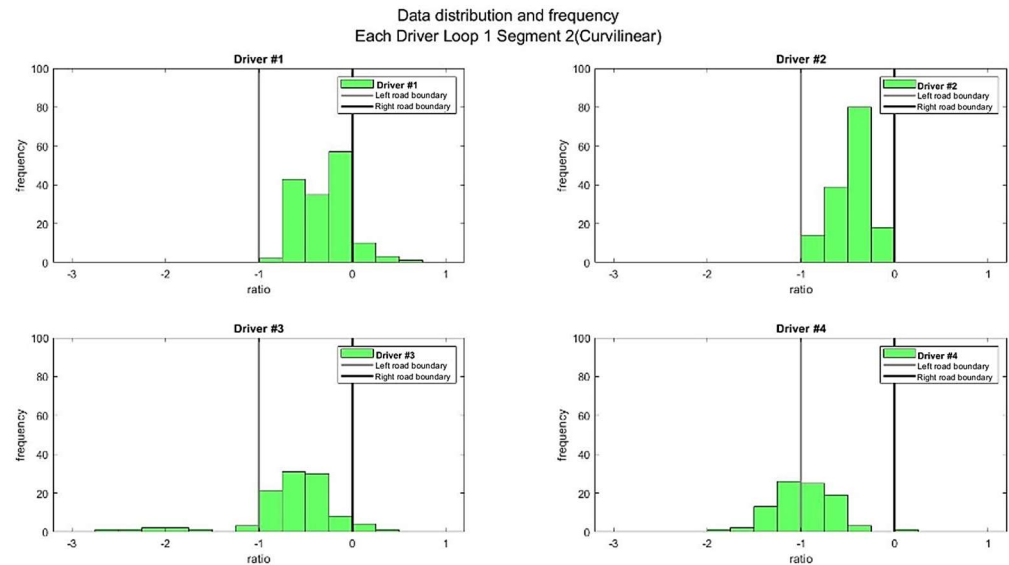 Data distribution and frequency
Each Driver Loop 1 Segment 2(Curvilinear)
Driver #1
100
80
60
40
20
0
frequency
-3
-2
-1
0
1
ratio
Driver #1
Left road boundary
Right road boundary
Driver #2
100
80
60
40
20
0
frequency
-3
-2
-1
0
1
ratio
Driver #2
Left road boundary
Right road boundary
Driver #3
100
80
60
40
20
0
frequency
-3
-2
-1
0
1
ratio
Driver #3
Left road boundary
Right road boundary
Driver #4
100
80
60
40
20
0
frequency
-3
-2
-1
0
1
ratio
Driver #4
Left road boundary
Right road boundary